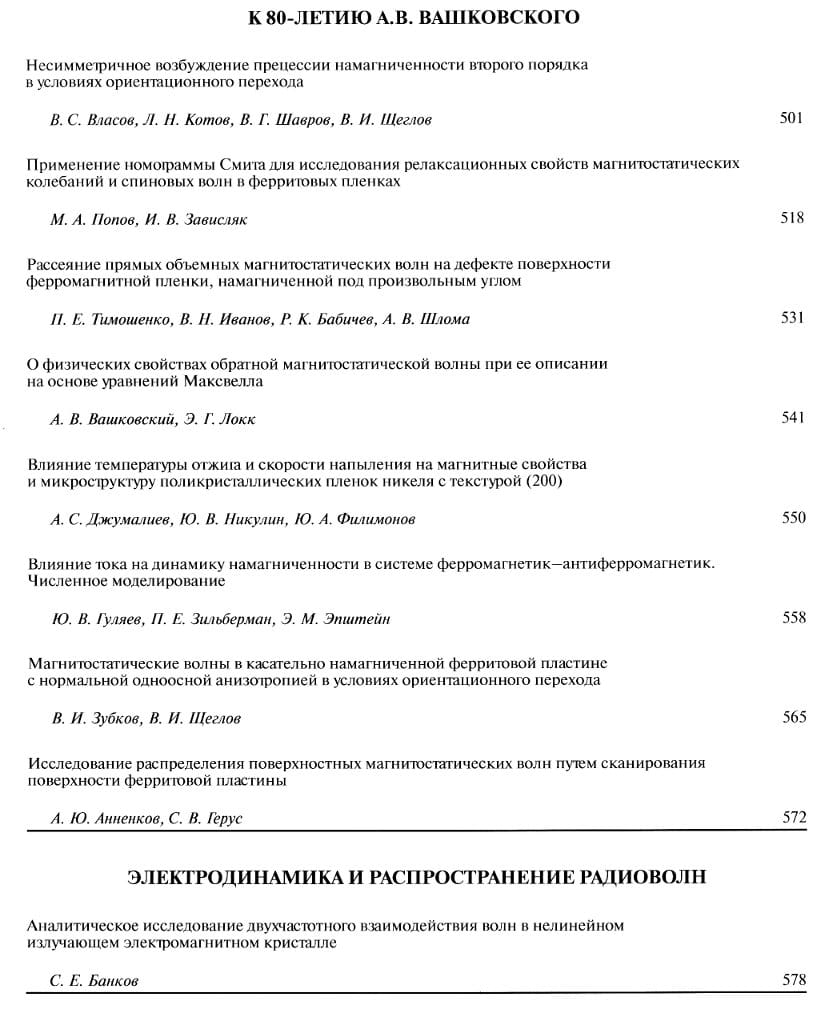 К 80-ЛЕТИЮ А.В. ВАШКОВСКОГО
Несимметричное возбуждение прецессии намагниченности второго порядка
в условиях ориентационного перехода
В. С. Власов, Л. Н. Котов, В. Г. Шавров, В. И. Щеглов 501
Применение номограммы Смита для исследования релаксационных свойств магнитостатических
колебаний и спиновых волн в ферритовых пленках
М. А. Попов, И. В. Зависляк 518
Рассеяние прямых объемных магнитостатических волн на дефекте поверхности
ферромагнитной пленки, намагниченной под произвольным углом
П. Е. Тимошенко, В. Н. Иванов, Р. К. Бабичев, А. В. Шлома 531
О физических свойствах обратной магнитостатической волны при ее описании
на основе уравнений Максвелла
А. В. Вашковский, Э. Г. Локк 541
Влияние температуры отжига и скорости напыления на магнитные свойства
и микроструктуру поликристаллических пленок никеля с текстурой (200)
А. С. Джумалиев, Ю. В. Никулин, Ю. А. Филимонов 550
Влияние тока на динамику намагниченности в системе ферромагнетик–антиферромагнетик.
Численное моделирование
Ю. В. Гуляев, П. Е. Зильберман, Э. М. Эпштейн 558
Магнитостатические волны в касательно намагниченной ферритовой пластине
с нормальной одноосной анизотропией в условиях ориентационного перехода
В. И. Зубков, В. И. Щеглов 565
Исследование распределения поверхностных магнитостатических волн путем сканирования
поверхности ферритовой пластины
А. Ю. Анненков, С. В. Герус 572
ЭЛЕКТРОДИНАМИКА И РАСПРОСТРАНЕНИЕ РАДИОВОЛН
Аналитическое исследование двухчастотного взаимодействия волн в нелинейном
излучающем электромагнитном кристалле
С. Е. Банков 578